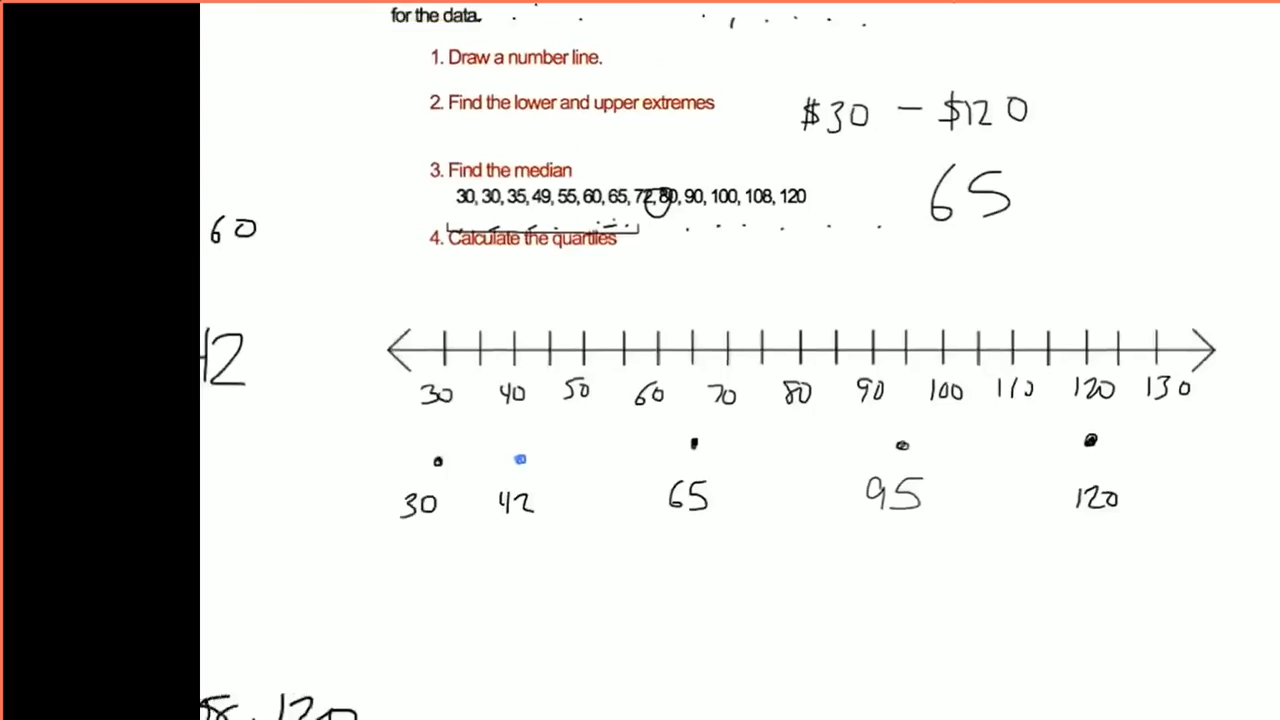 for the data.
1. Draw a number line.
2. Find the lower and upper extremes
$30 - $120
3. Find the median
30, 30, 35, 49, 55, 60, 65, 72, 80, 90, 100, 108, 120
65
60
4. Calculate the quartiles
42
30 40 50 60 70 80 90 100 110 120 130
30 42 65 95 120
120